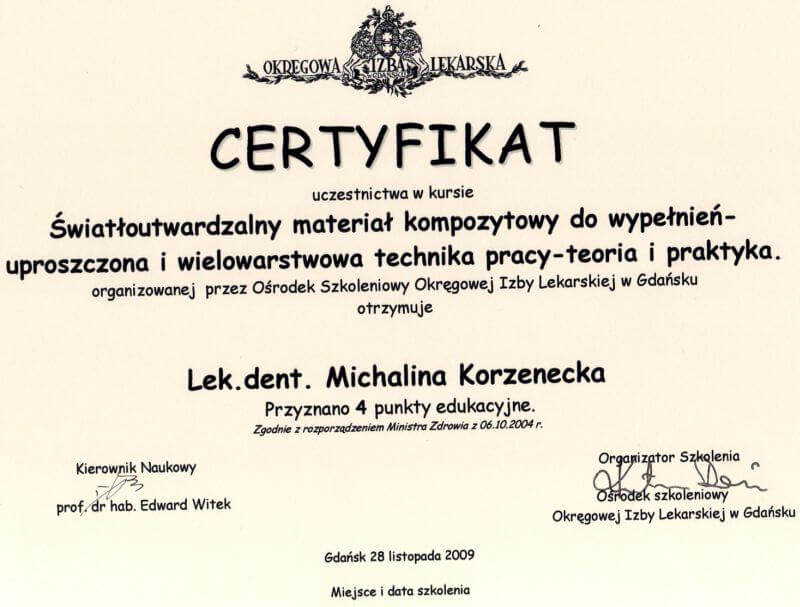 OKRĘGOWA IZBA LEKARSKA
W GDAŃSKU
CERTYFIKAT
uczestnictwa w kursie
Światłoutwardzalny materiał kompozytowy do wypełnień-
uproszczona i wielowarstwowa technika pracy-teoria i praktyka.
organizowanej przez Ośrodek Szkoleniowy Okręgowej Izby Lekarskiej w Gdańsku
otrzymuje
Lek.dent. Michalina Korzenecka
Przyznano 4 punkty edukacyjne.
Zgodnie z rozporządzeniem Ministra Zdrowia z 06.10.2004 r.
Kierownik Naukowy
prof. dr hab. Edward Witek
Organizator Szkolenia
Ośrodek szkoleniowy
Okręgowej Izby Lekarskiej w Gdańsku
Gdańsk 28 listopada 2009
Miejsce i data szkolenia